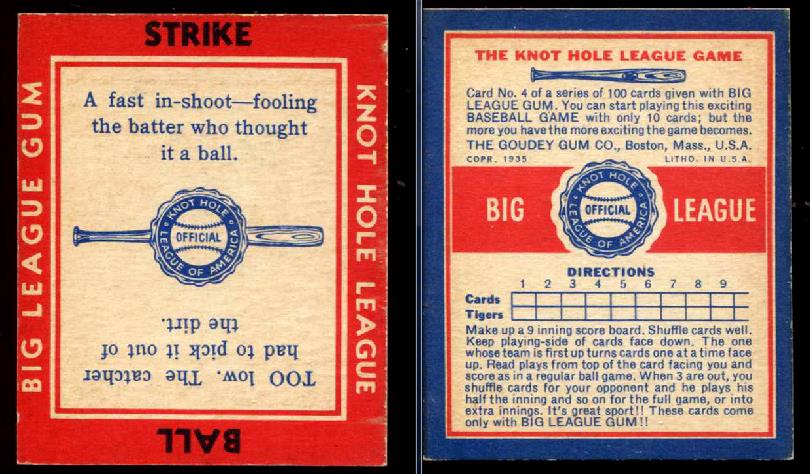 STRIKE
BIG LEAGUE GUM
KNOT HOLE LEAGUE
A fast in-shoot—fooling
the batter who thought
it a ball.
KNOT HOLE
OFFICIAL
LEAGUE OF AMERICA
TOO low. The catcher
had to pick it out of
the dirt.
BALL
THE KNOT HOLE LEAGUE GAME
Card No. 4 of a series of 100 cards given with BIG
LEAGUE GUM. You can start playing this exciting
BASEBALL GAME with only 10 cards; but the
more you have the more exciting the game becomes.
THE GOUDEY GUM CO., Boston, Mass., U.S.A.
COPR. 1935 LITHO. IN U.S.A.
BIG LEAGUE
KNOT HOLE
OFFICIAL
LEAGUE OF AMERICA
DIRECTIONS
1 2 3 4 5 6 7 8 9
Cards
Tigers
Make up a 9 inning score board. Shuffle cards well.
Keep playing-side of cards face down. The one
whose team is first up turns cards one at a time face
up. Read plays from top of the card facing you and
score as in a regular ball game. When 3 are out, you
shuffle cards for your opponent and he plays his
half the inning and so on for the full game, or into
extra innings. It's great sport!! These cards come
only with BIG LEAGUE GUM!!